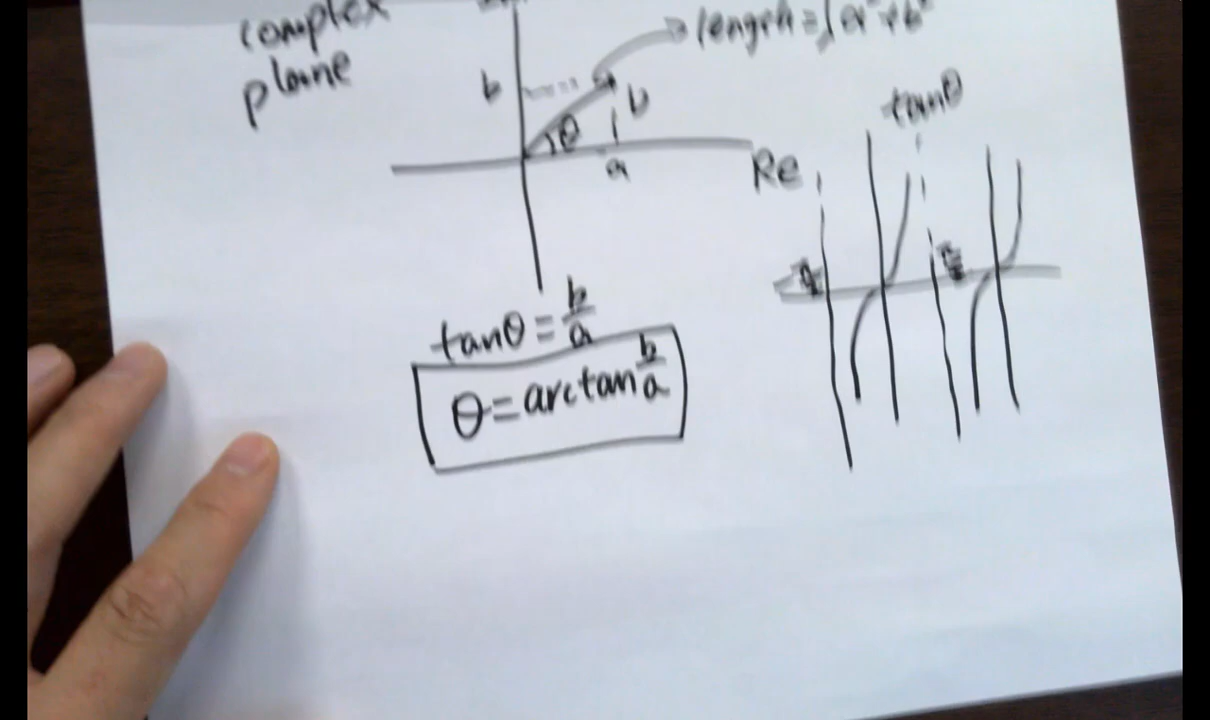 complex
plane
length = √a²+b²
b
θ
a
Re
tanθ
tanθ = b/a
θ = arctan b/a